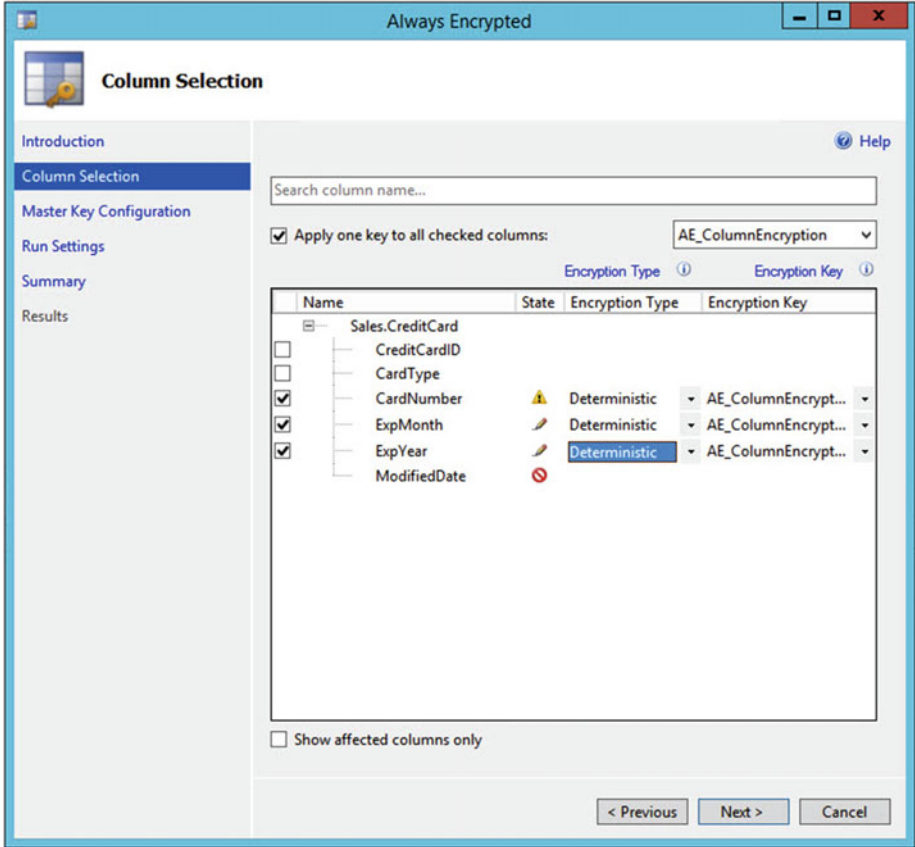 Always Encrypted
Column Selection
Introduction
Column Selection
Master Key Configuration
Run Settings
Summary
Results
Help
Search column name...
Apply one key to all checked columns: AE_ColumnEncryption
Encryption Type Encryption Key
Name State Encryption Type Encryption Key
Sales.CreditCard
CreditCardID
CardType
CardNumber Deterministic AE_ColumnEncrypt...
ExpMonth Deterministic AE_ColumnEncrypt...
ExpYear Deterministic AE_ColumnEncrypt...
ModifiedDate
Show affected columns only
< Previous Next > Cancel